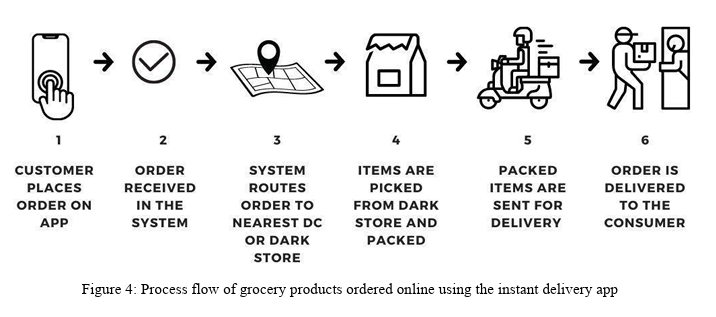 1
CUSTOMER
PLACES
ORDER ON
APP
2
ORDER
RECEIVED
IN THE
SYSTEM
3
SYSTEM
ROUTES
ORDER TO
NEAREST DC
OR DARK
STORE
4
ITEMS ARE
PICKED
FROM DARK
STORE AND
PACKED
5
PACKED
ITEMS ARE
SENT FOR
DELIVERY
6
ORDER IS
DELIVERED
TO THE
CONSUMER
Figure 4: Process flow of grocery products ordered online using the instant delivery app